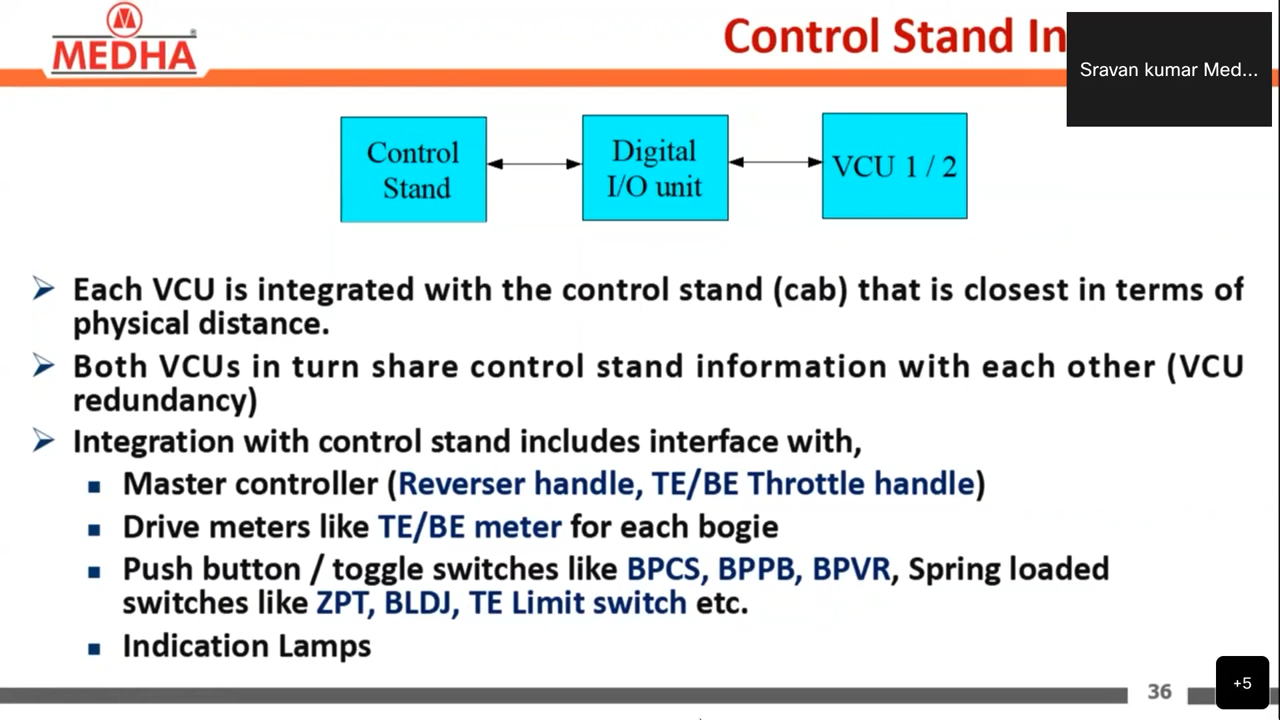 MEDHA
®
Control Stand In
Sravan kumar Med...
Control
Stand
Digital
I/O unit
VCU 1 / 2
Each VCU is integrated with the control stand (cab) that is closest in terms of
physical distance.
Both VCUs in turn share control stand information with each other (VCU
redundancy)
Integration with control stand includes interface with,
Master controller (Reverser handle, TE/BE Throttle handle)
Drive meters like TE/BE meter for each bogie
Push button / toggle switches like BPCS, BPPB, BPVR, Spring loaded
switches like ZPT, BLDJ, TE Limit switch etc.
Indication Lamps
36
+5